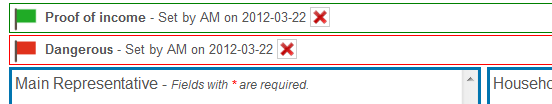 Proof of income - Set by AM on 2012-03-22
Dangerous - Set by AM on 2012-03-22
Main Representative - Fields with * are required.